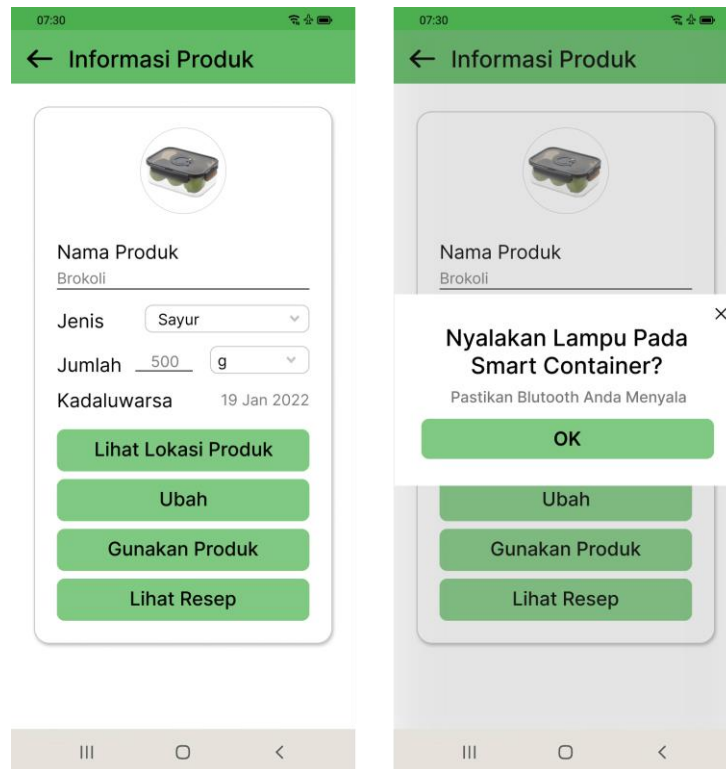 07:30
Informasi Produk
Nama Produk
Brokoli
Jenis Sayur
Jumlah 500 g
Kadaluwarsa 19 Jan 2022
Lihat Lokasi Produk
Ubah
Gunakan Produk
Lihat Resep
07:30
Informasi Produk
Nama Produk
Brokoli
Nyalakan Lampu Pada
Smart Container?
Pastikan Blutooth Anda Menyala
OK
Ubah
Gunakan Produk
Lihat Resep